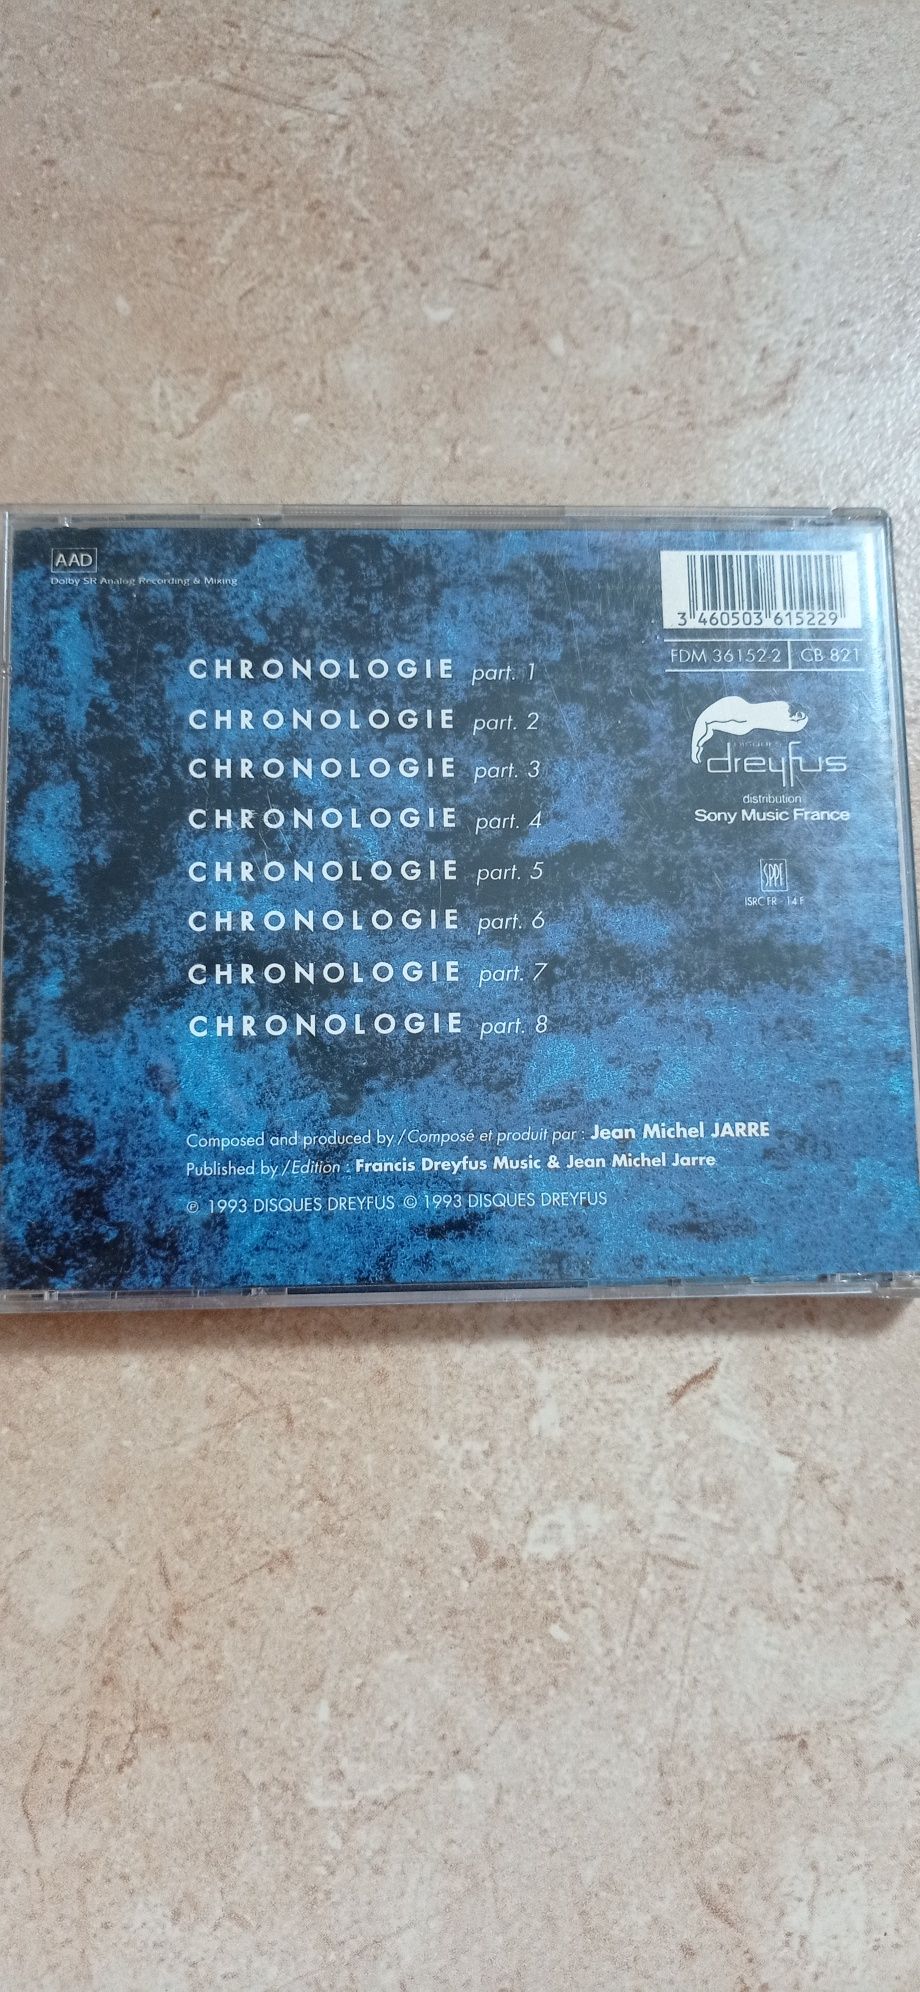 AAD
Dolby SR Analog Recording & Mixing
3 460503 615229
FDM 36152-2 CB 821
CHRONOLOGIE part. 1
CHRONOLOGIE part. 2
CHRONOLOGIE part. 3
CHRONOLOGIE part. 4
CHRONOLOGIE part. 5
CHRONOLOGIE part. 6
CHRONOLOGIE part. 7
CHRONOLOGIE part. 8
DISQUES
dreyfus
distribution
Sony Music France
SPPF
ISRC FR - 14 F
Composed and produced by / Composé et produit par : Jean Michel JARRE
Published by / Edition : Francis Dreyfus Music & Jean Michel Jarre
℗ 1993 DISQUES DREYFUS © 1993 DISQUES DREYFUS